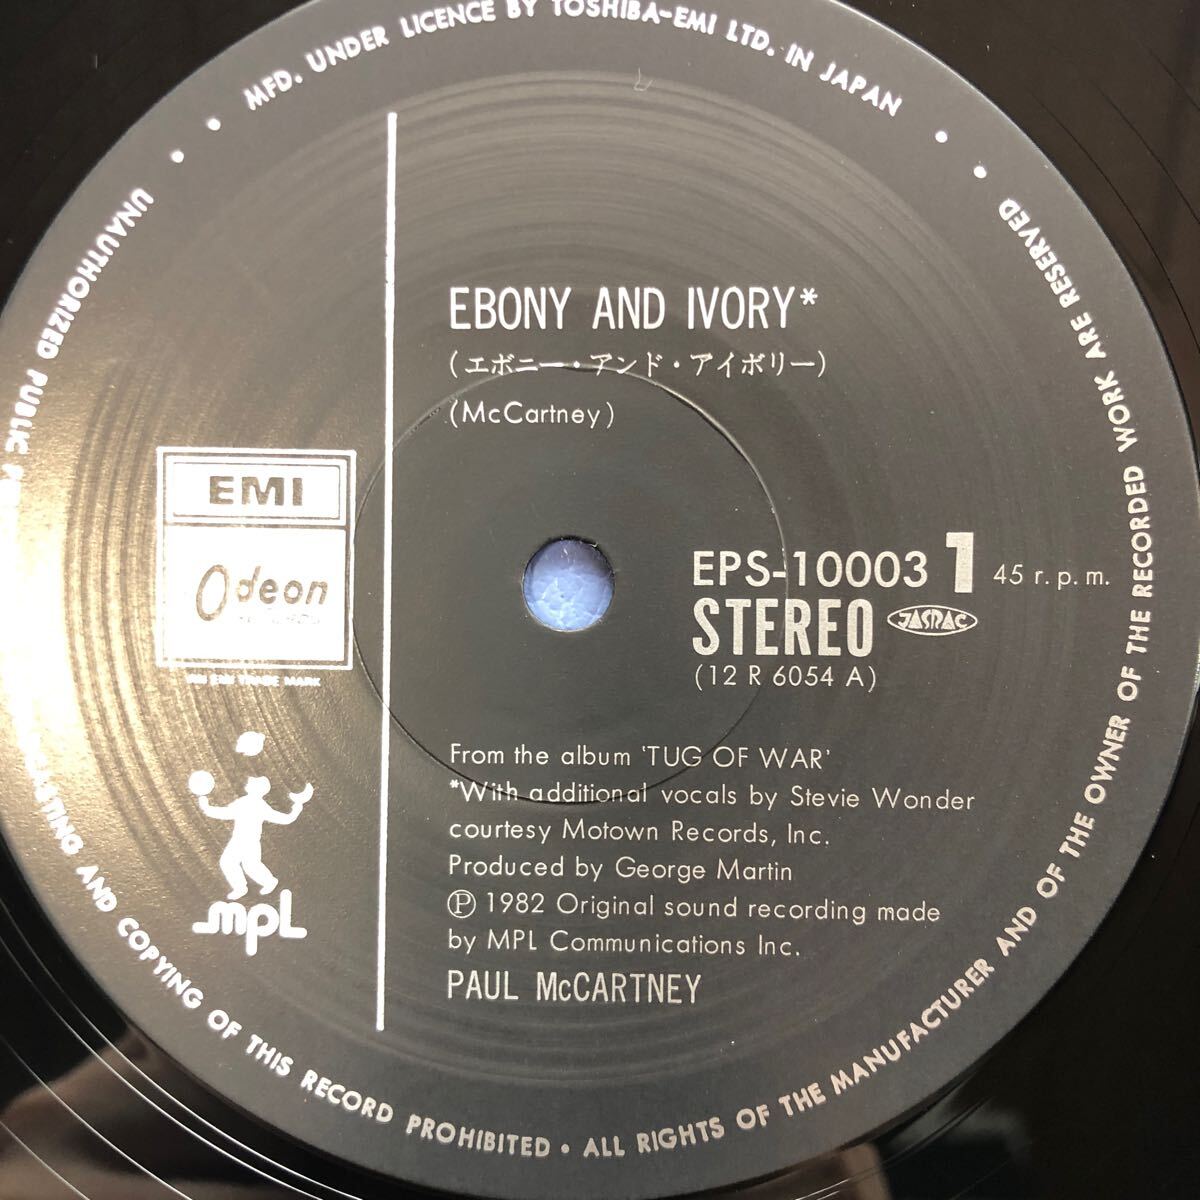 MFD. UNDER LICENCE BY TOSHIBA-EMI LTD. IN JAPAN
EBONY AND IVORY*
(エボニー・アンド・アイボリー)
(McCartney)
EMI
Odeon
AN EMI TRADE MARK
mpl
EPS-10003 1 45 r.p.m.
STEREO JASRAC
(12 R 6054 A)
From the album 'TUG OF WAR'
*With additional vocals by Stevie Wonder
courtesy Motown Records, Inc.
Produced by George Martin
Ⓟ 1982 Original sound recording made
by MPL Communications Inc.
PAUL McCARTNEY
UNAUTHORIZED PUBLIC
AND COPYING OF THIS RECORD PROHIBITED • ALL RIGHTS OF THE MANUFACTURER AND OF THE OWNER OF THE RECORDED WORK ARE RESERVED